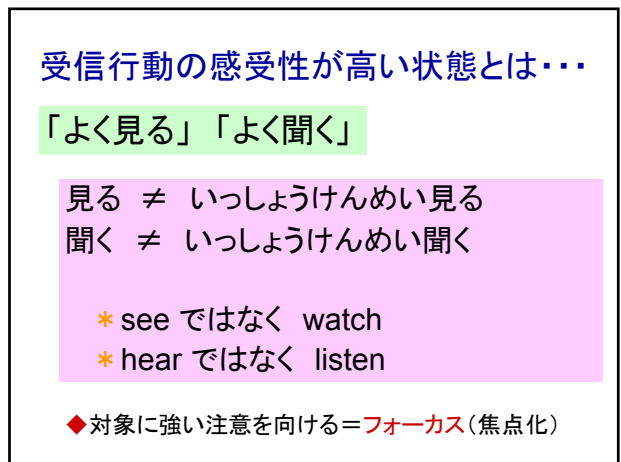 受信行動の感受性が高い状態とは・・・
「よく見る」「よく聞く」
見る ≠ いっしょうけんめい見る
聞く ≠ いっしょうけんめい聞く
＊see ではなく watch
＊hear ではなく listen
◆対象に強い注意を向ける＝フォーカス（焦点化）